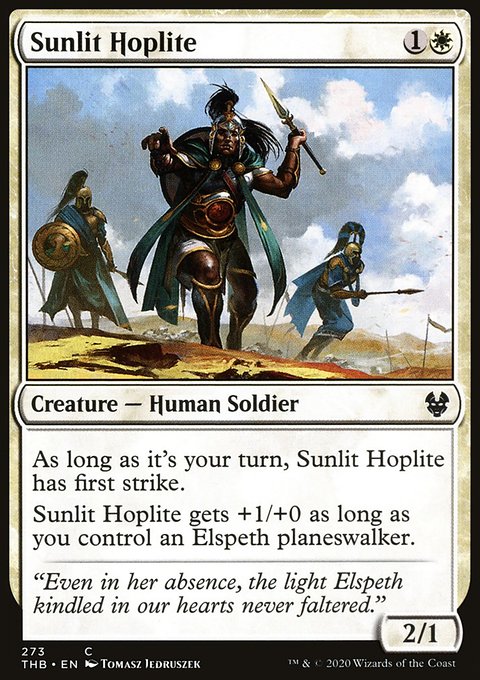 Sunlit Hoplite 1
Creature — Human Soldier
As long as it's your turn, Sunlit Hoplite
has first strike.
Sunlit Hoplite gets +1/+0 as long as
you control an Elspeth planeswalker.
“Even in her absence, the light Elspeth
kindled in our hearts never faltered.”
2/1
273 C
THB • EN Tomasz Jedruszek
™ & © 2020 Wizards of the Coast